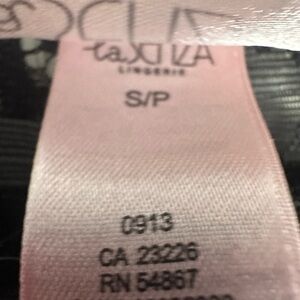 la SENZA
LINGERIE
S/P
0913
CA 23226
RN 54867